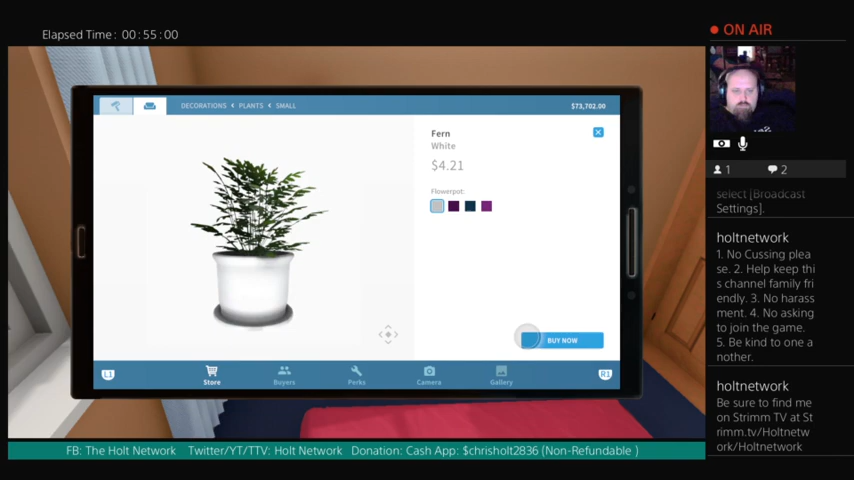 Elapsed Time: 00:55:00
ON AIR
DECORATIONS PLANTS SMALL
$73,702.00
Fern
White
$4.21
Flowerpot:
BUY NOW
L1
Store
Buyers
Perks
Camera
Gallery
R1
1
2
select [Broadcast
Settings].
holtnetwork
1. No Cussing plea
se. 2. Help keep thi
s channel family fri
endly. 3. No harass
ment. 4. No asking
to join the game.
5. Be kind to one a
nother.
holtnetwork
Be sure to find me
on Strimm TV at St
rimm.tv/Holtnetw
ork/Holtnetwork
FB: The Holt Network Twitter/YT/TTV: Holt Network Donation: Cash App: $chrisholt2836 (Non-Refundable )